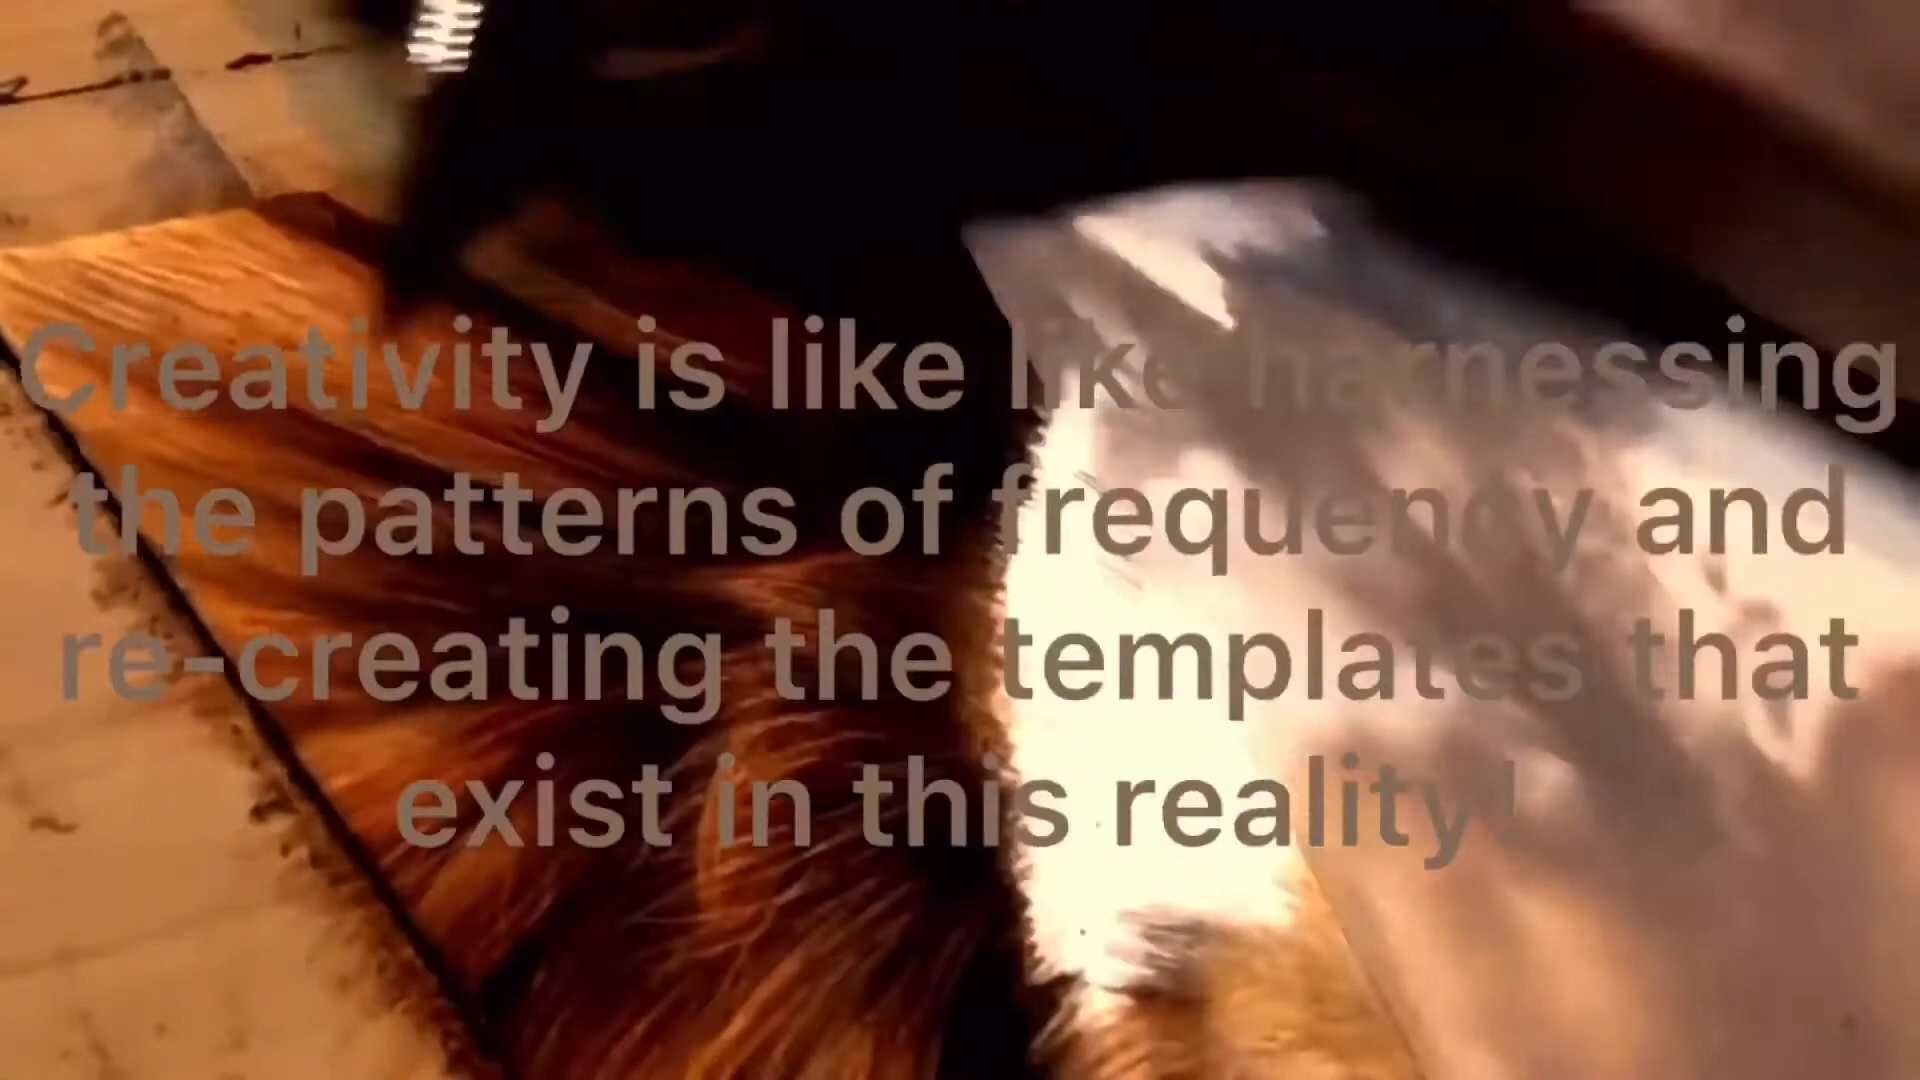 Creativity is like like harnessing
the patterns of frequency and
re-creating the templates that
exist in this reality!